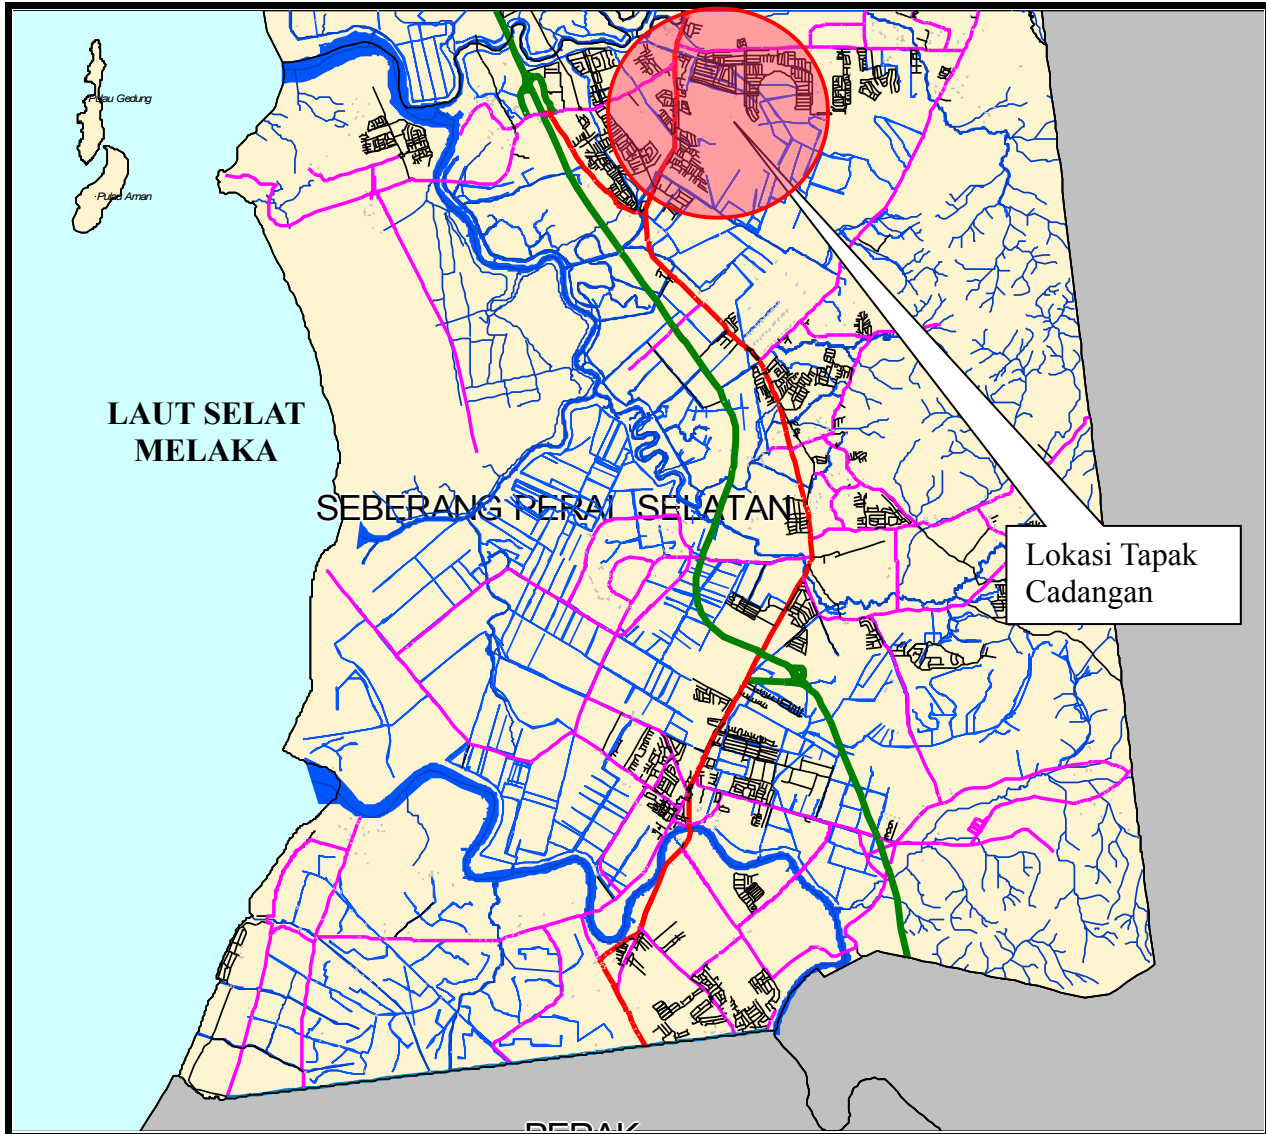 Pulau Gedung
Pulau Aman
LAUT SELAT
MELAKA
SEBERANG PERAI SELATAN
Lokasi Tapak
Cadangan
PERAK